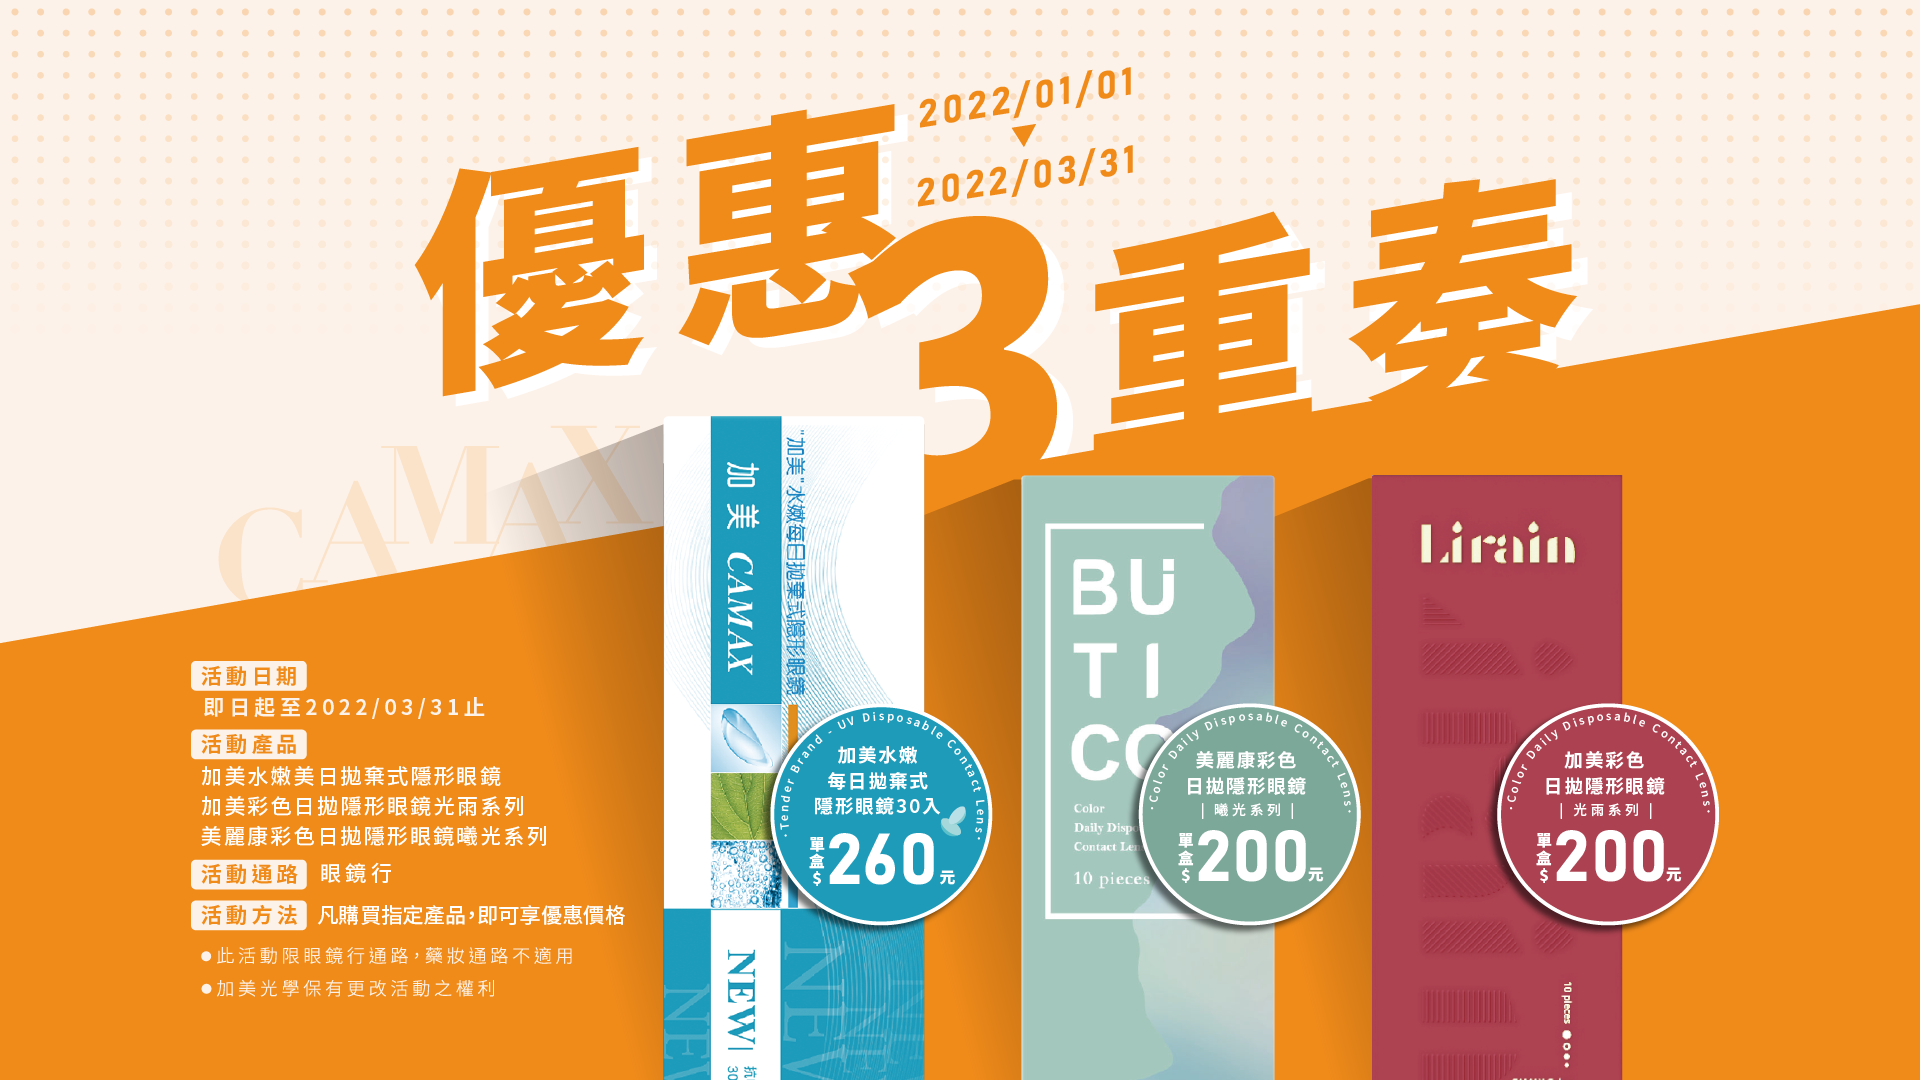 2022/01/01
2022/03/31
優惠3重奏
CAMAX
活動日期
即日起至2022/03/31止
活動產品
加美水嫩美日拋棄式隱形眼鏡
加美彩色日拋隱形眼鏡光雨系列
美麗康彩色日拋隱形眼鏡曦光系列
活動通路 眼鏡行
活動方法 凡購買指定產品,即可享優惠價格
●此活動限眼鏡行通路,藥妝通路不適用
●加美光學保有更改活動之權利
加美 CAMAX
"加美"水嫩每日拋棄式隱形眼鏡
NEW
NEW
NEW
·Tender Brand - UV Disposable Contact Lens·
加美水嫩
每日拋棄式
隱形眼鏡30入
單盒$260元
BU
TI
CO
Color
Daily Dispo
Contact Len
10 pieces
·Color Daily Disposable Contact Lens·
美麗康彩色
日拋隱形眼鏡
| 曦光系列 |
單盒$200元
Lirain
·Color Daily Disposable Contact Lens·
加美彩色
日拋隱形眼鏡
| 光雨系列 |
單盒$200元
10 pieces